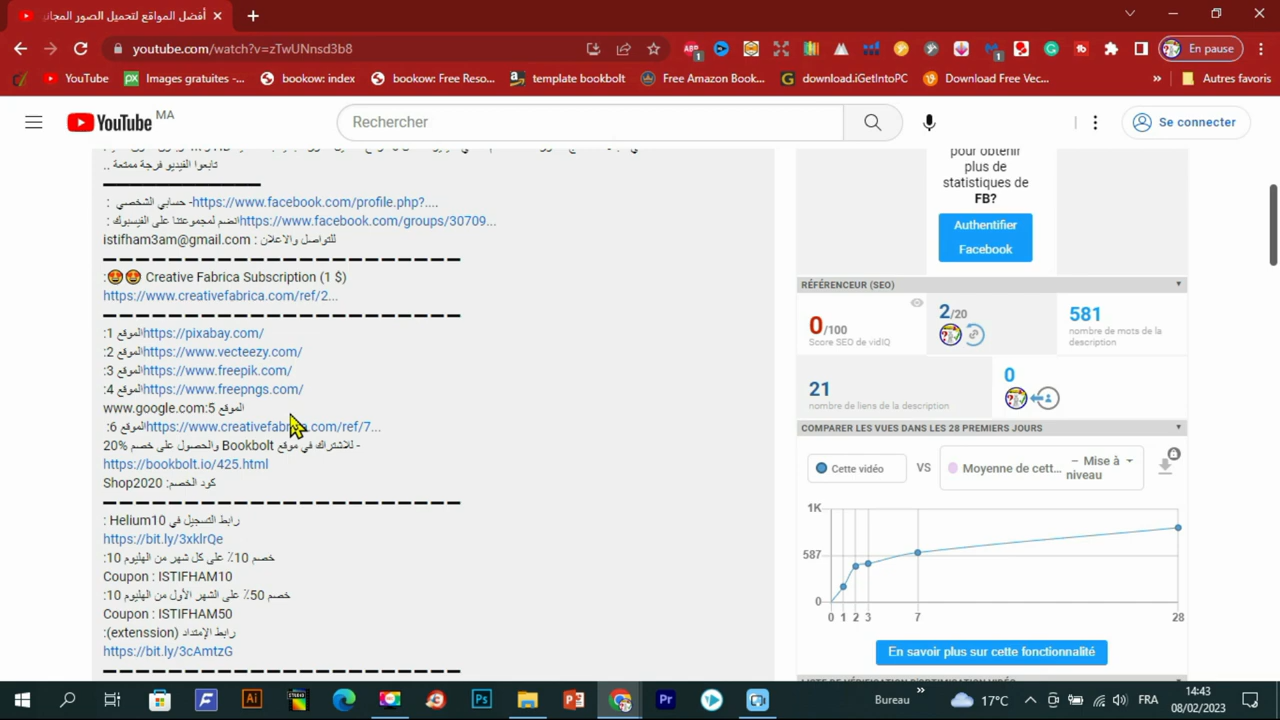 أفضل المواقع لتحميل الصور المجاني
youtube.com/watch?v=zTwUNnsd3b8
En pause
YouTube
Images gratuites -...
bookow: index
bookow: Free Reso...
template bookbolt
Free Amazon Book...
download.iGetIntoPC
Download Free Vec...
»
Autres favoris
YouTube MA
Rechercher
Se connecter
تابعوا الفيديو فرجة ممتعة ..
حسابي الشخصي : -https://www.facebook.com/profile.php?....
انضم لمجموعتنا على الفيسبوك : https://www.facebook.com/groups/30709...
للتواصل والاعلان : istifham3am@gmail.com
:🤩🤩 Creative Fabrica Subscription (1 $)
https://www.creativefabrica.com/ref/2...
الموقع 1: https://pixabay.com/
الموقع 2: https://www.vecteezy.com/
الموقع 3: https://www.freepik.com/
الموقع 4: https://www.freepngs.com/
الموقع 5:www.google.com
الموقع 6: https://www.creativefabrica.com/ref/7...
- للاشتراك في موقع Bookbolt والحصول على خصم 20%
https://bookbolt.io/425.html
كود الخصم: Shop2020
رابط التسجيل في Helium10 :
https://bit.ly/3xklrQe
خصم 10٪ على كل شهر من الهليوم 10:
Coupon : ISTIFHAM10
خصم 50٪ على الشهر الأول من الهليوم 10:
Coupon : ISTIFHAM50
رابط الإمتداد (extenssion):
https://bit.ly/3cAmtzG
pour obtenir
plus de
statistiques de
FB?
Authentifier
Facebook
RÉFÉRENCEUR (SEO)
0/100
Score SEO de vidIQ
2/20
581
nombre de mots de la
description
21
nombre de liens de la description
0
COMPARER LES VUES DANS LES 28 PREMIERS JOURS
Cette vidéo
VS
Moyenne de cett...
– Mise à
niveau
1K
587
0
0 1 2 3 7 28
En savoir plus sur cette fonctionnalité
Bureau
»
17°C
FRA
14:43
08/02/2023